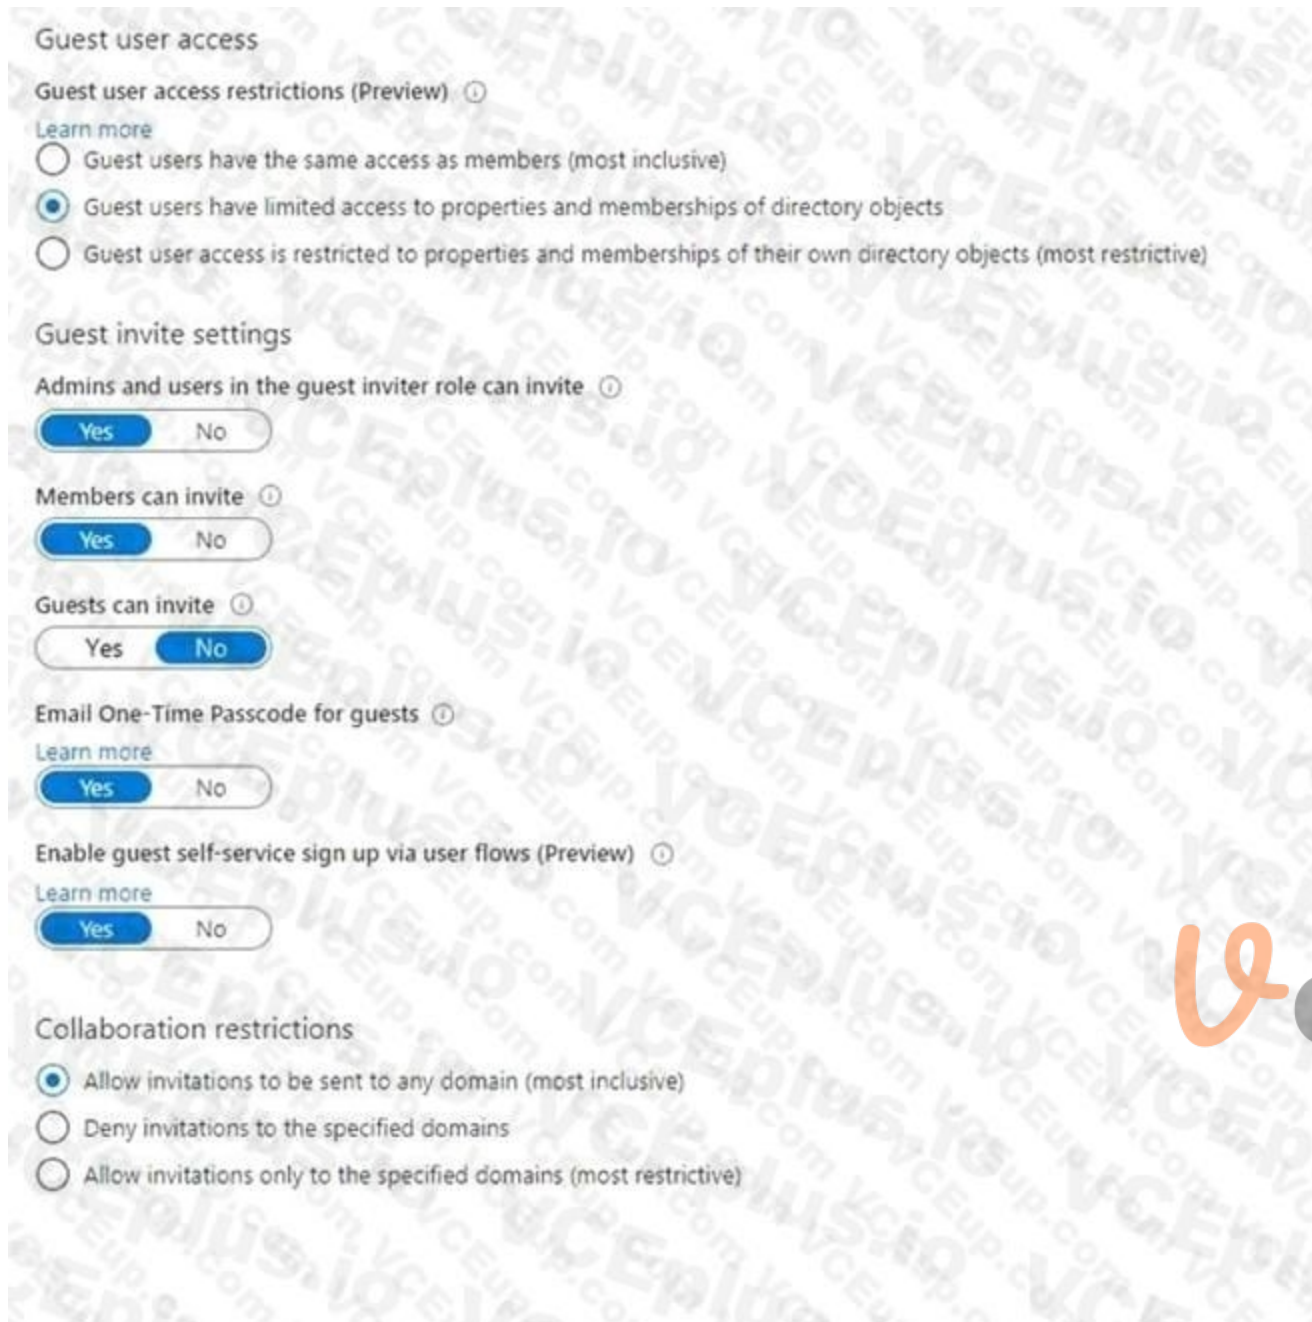 Guest user access
Guest user access restrictions (Preview)
Learn more
Guest users have the same access as members (most inclusive)
Guest users have limited access to properties and memberships of directory objects
Guest user access is restricted to properties and memberships of their own directory objects (most restrictive)
Guest invite settings
Admins and users in the guest inviter role can invite
Yes No
Members can invite
Yes No
Guests can invite
Yes No
Email One-Time Passcode for guests
Learn more
Yes No
Enable guest self-service sign up via user flows (Preview)
Learn more
Yes No
Collaboration restrictions
Allow invitations to be sent to any domain (most inclusive)
Deny invitations to the specified domains
Allow invitations only to the specified domains (most restrictive)